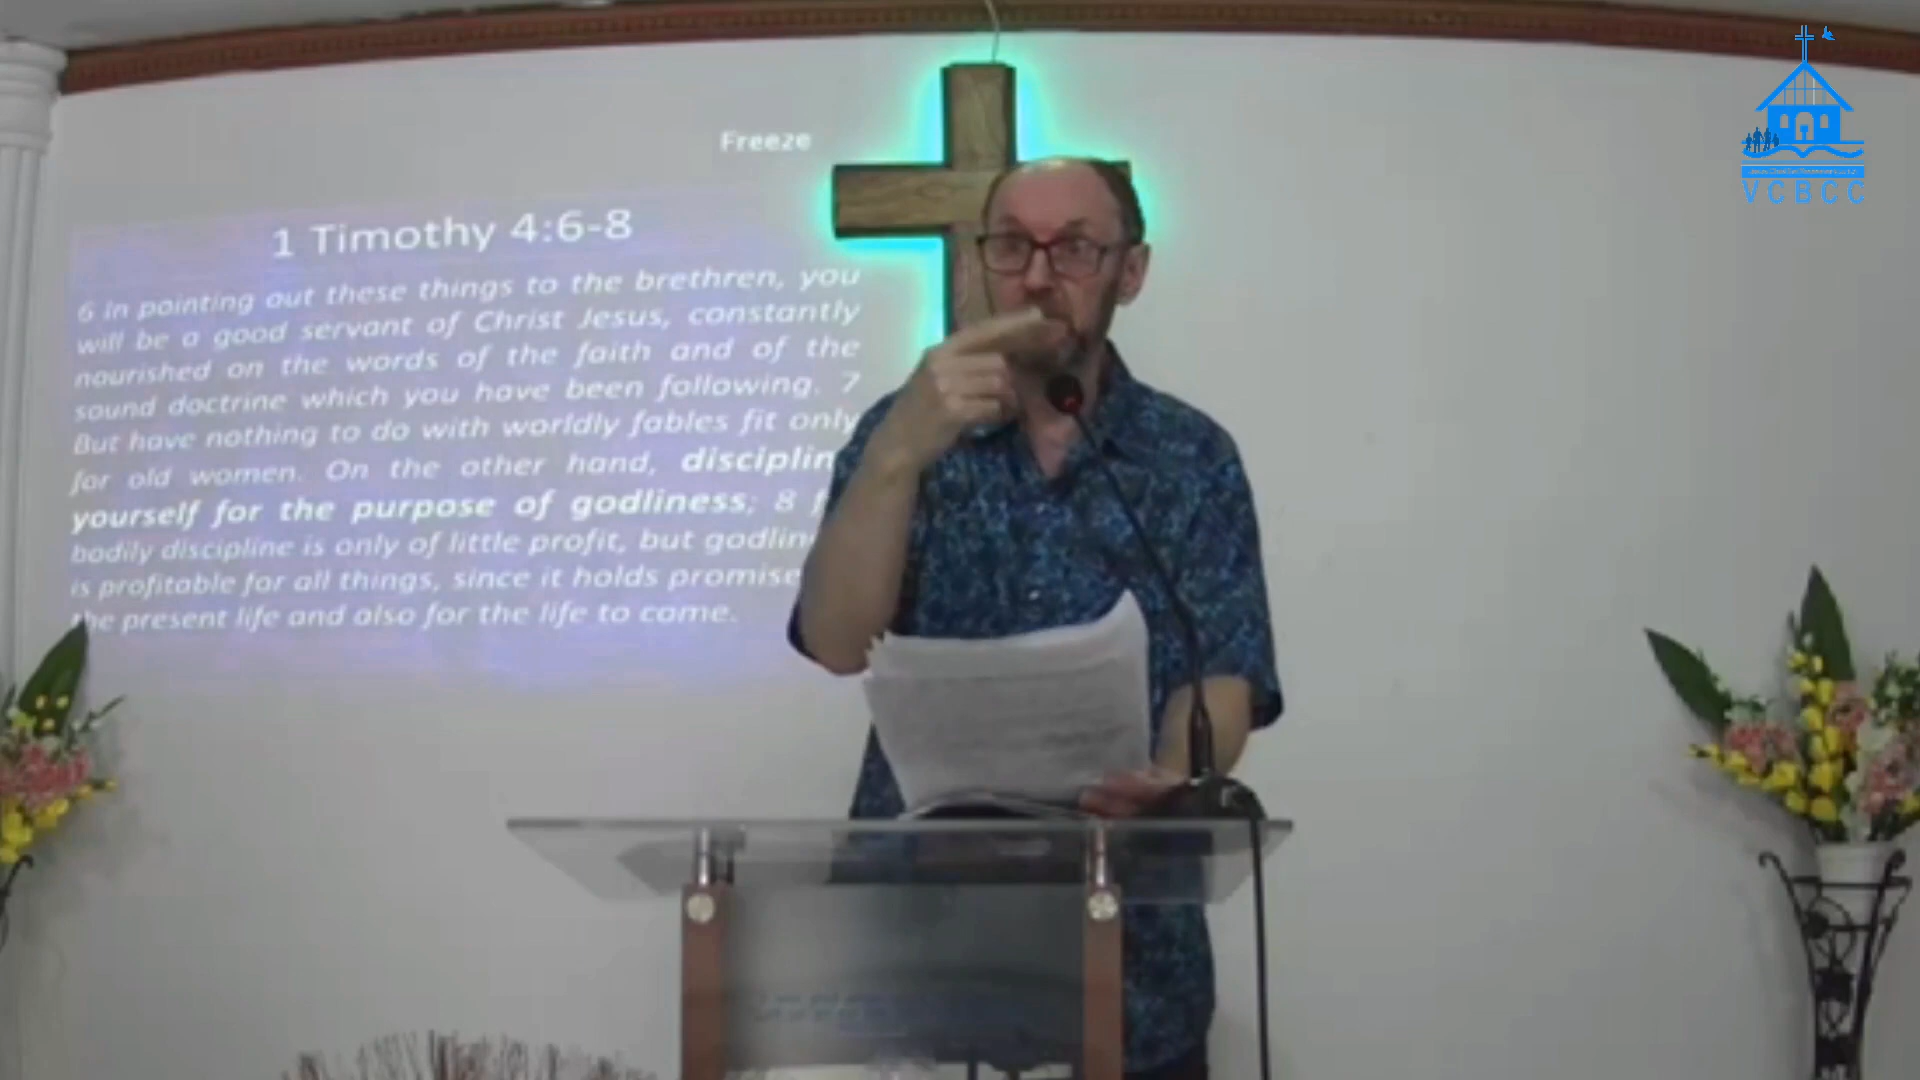 Freeze
1 Timothy 4:6-8
6 In pointing out these things to the brethren, you
will be a good servant of Christ Jesus, constantly
nourished on the words of the faith and of the
sound doctrine which you have been following. 7
But have nothing to do with worldly fables fit only
for old women. On the other hand, disciplin
yourself for the purpose of godliness; 8 f
bodily discipline is only of little profit, but godlin
is profitable for all things, since it holds promise
the present life and also for the life to come.
VCBCC